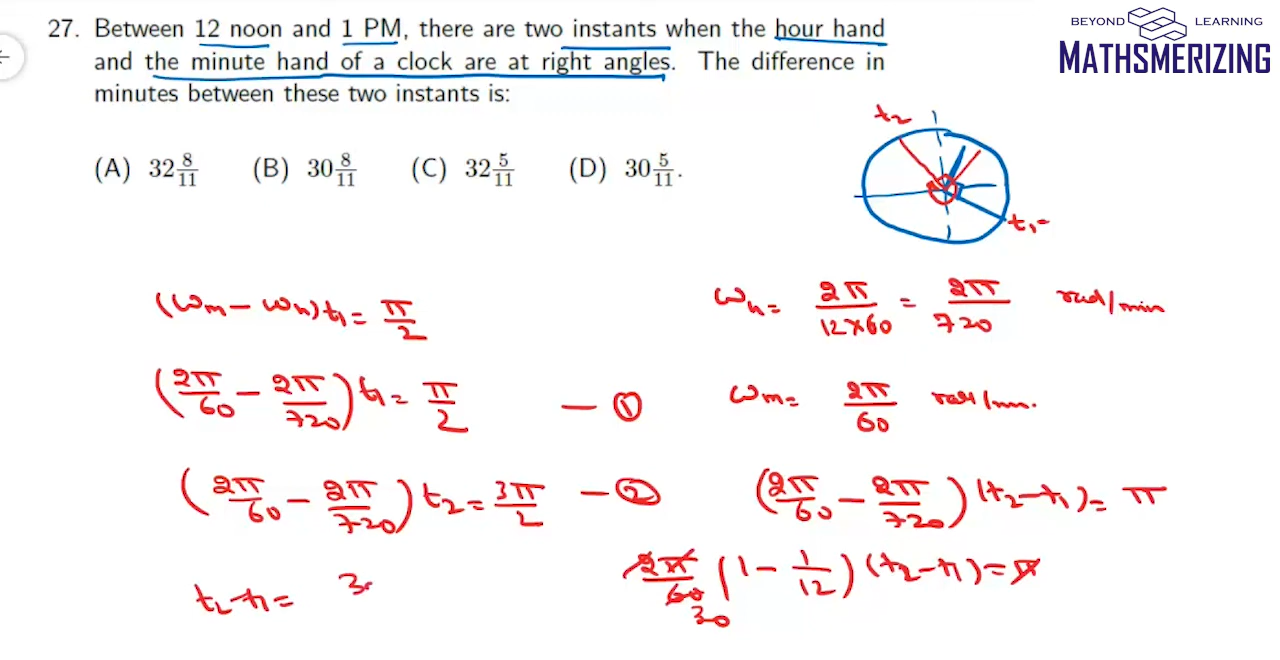 27. Between 12 noon and 1 PM, there are two instants when the hour hand
and the minute hand of a clock are at right angles. The difference in
minutes between these two instants is:
BEYOND LEARNING
MATHSMERIZING
(A) 32 8/11 (B) 30 8/11 (C) 32 5/11 (D) 30 5/11.
t₂
t₁
(ωm − ωh)t₁ = π/2
ωh = 2π/12×60 = 2π/720 rad/min
(2π/60 − 2π/720)t₁ = π/2 — ①
ωm = 2π/60 rad/min.
(2π/60 − 2π/720)t₂ = 3π/2 — ②
(2π/60 − 2π/720)(t₂−t₁) = π
2π/60 (1 − 1/12)(t₂−t₁) = π
30
t₂−t₁ =